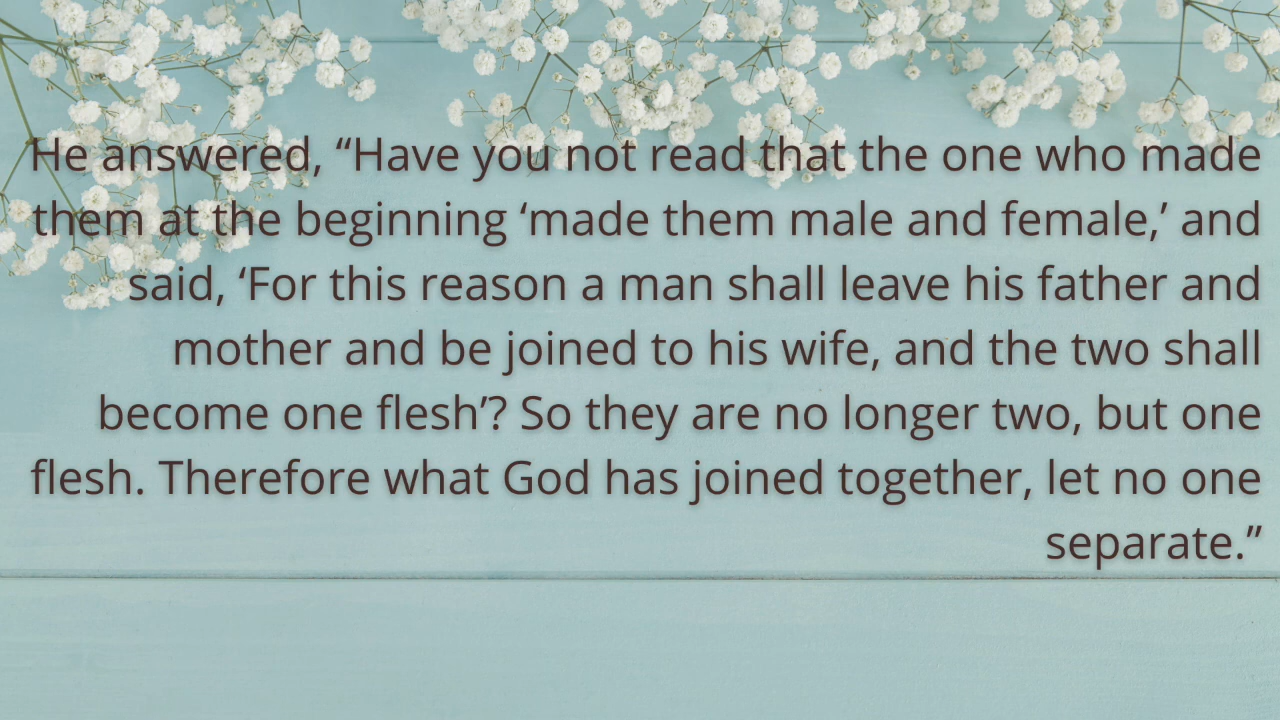 He answered, “Have you not read that the one who made
them at the beginning ‘made them male and female,’ and
said, ‘For this reason a man shall leave his father and
mother and be joined to his wife, and the two shall
become one flesh’? So they are no longer two, but one
flesh. Therefore what God has joined together, let no one
separate.”